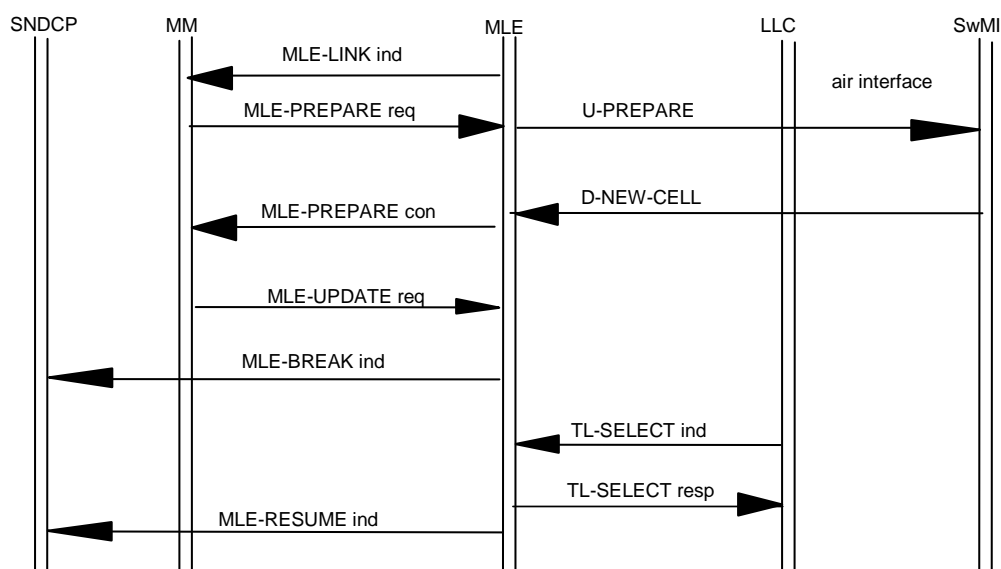 SNDCP MM MLE LLC SwMI
MLE-LINK ind
air interface
MLE-PREPARE req U-PREPARE
D-NEW-CELL
MLE-PREPARE con
MLE-UPDATE req
MLE-BREAK ind
TL-SELECT ind
TL-SELECT resp
MLE-RESUME ind